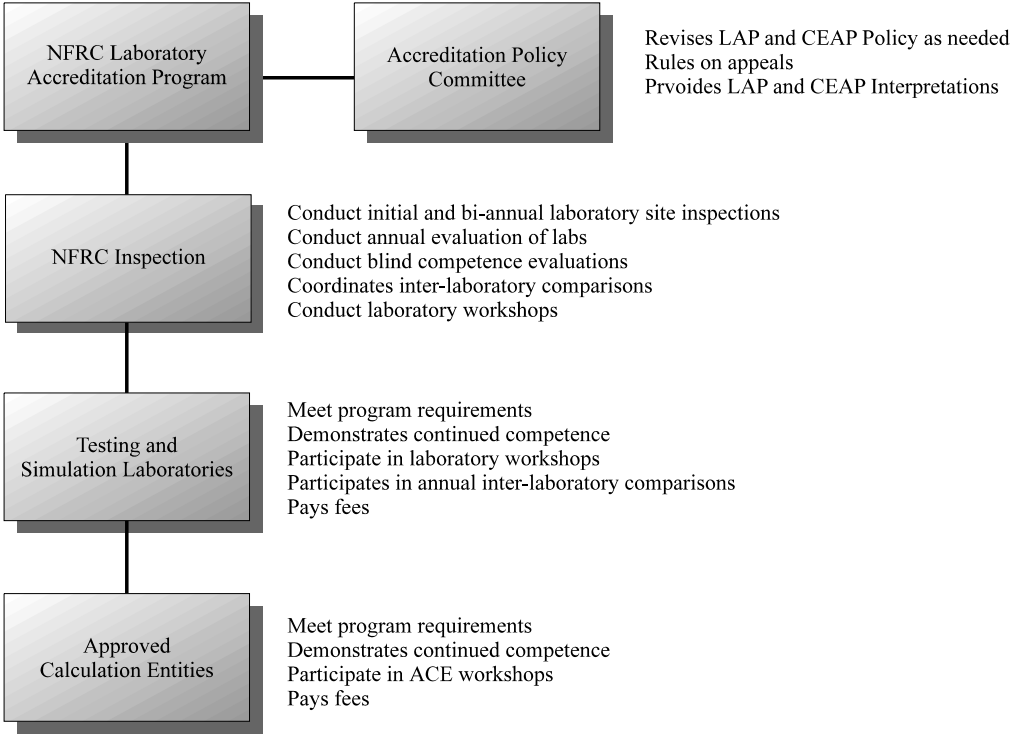 NFRC Laboratory
Accreditation Program
Accreditation Policy
Committee
Revises LAP and CEAP Policy as needed
Rules on appeals
Prvoides LAP and CEAP Interpretations
NFRC Inspection
Conduct initial and bi-annual laboratory site inspections
Conduct annual evaluation of labs
Conduct blind competence evaluations
Coordinates inter-laboratory comparisons
Conduct laboratory workshops
Testing and
Simulation Laboratories
Meet program requirements
Demonstrates continued competence
Participate in laboratory workshops
Participates in annual inter-laboratory comparisons
Pays fees
Approved
Calculation Entities
Meet program requirements
Demonstrates continued competence
Participate in ACE workshops
Pays fees